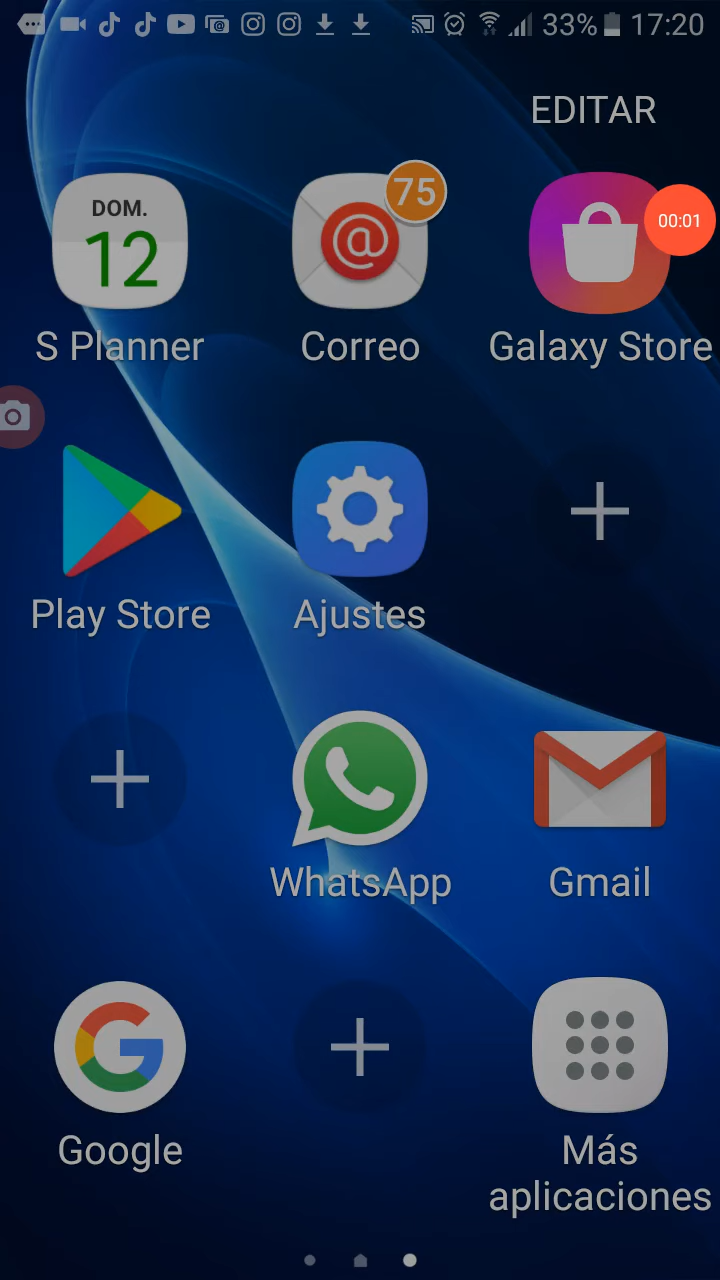 33% 17:20
EDITAR
75
00:01
DOM.
12
S Planner
Correo
Galaxy Store
Play Store
Ajustes
WhatsApp
Gmail
Google
Más
aplicaciones